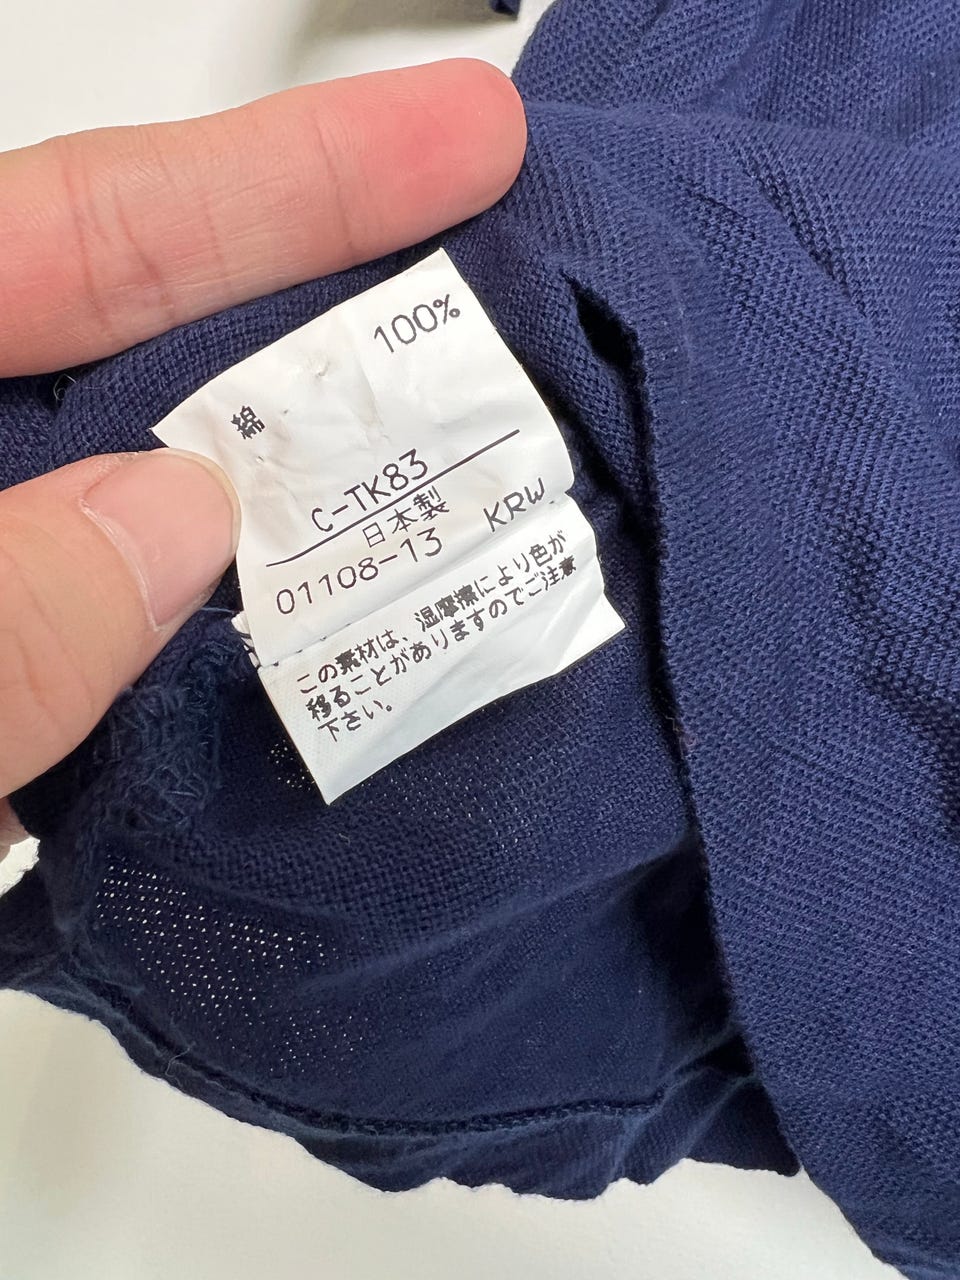 綿 100%
C-TK83
日本製
01108-13 KRW
この素材は、湿摩擦により色が
移ることがありますのでご注意
下さい。